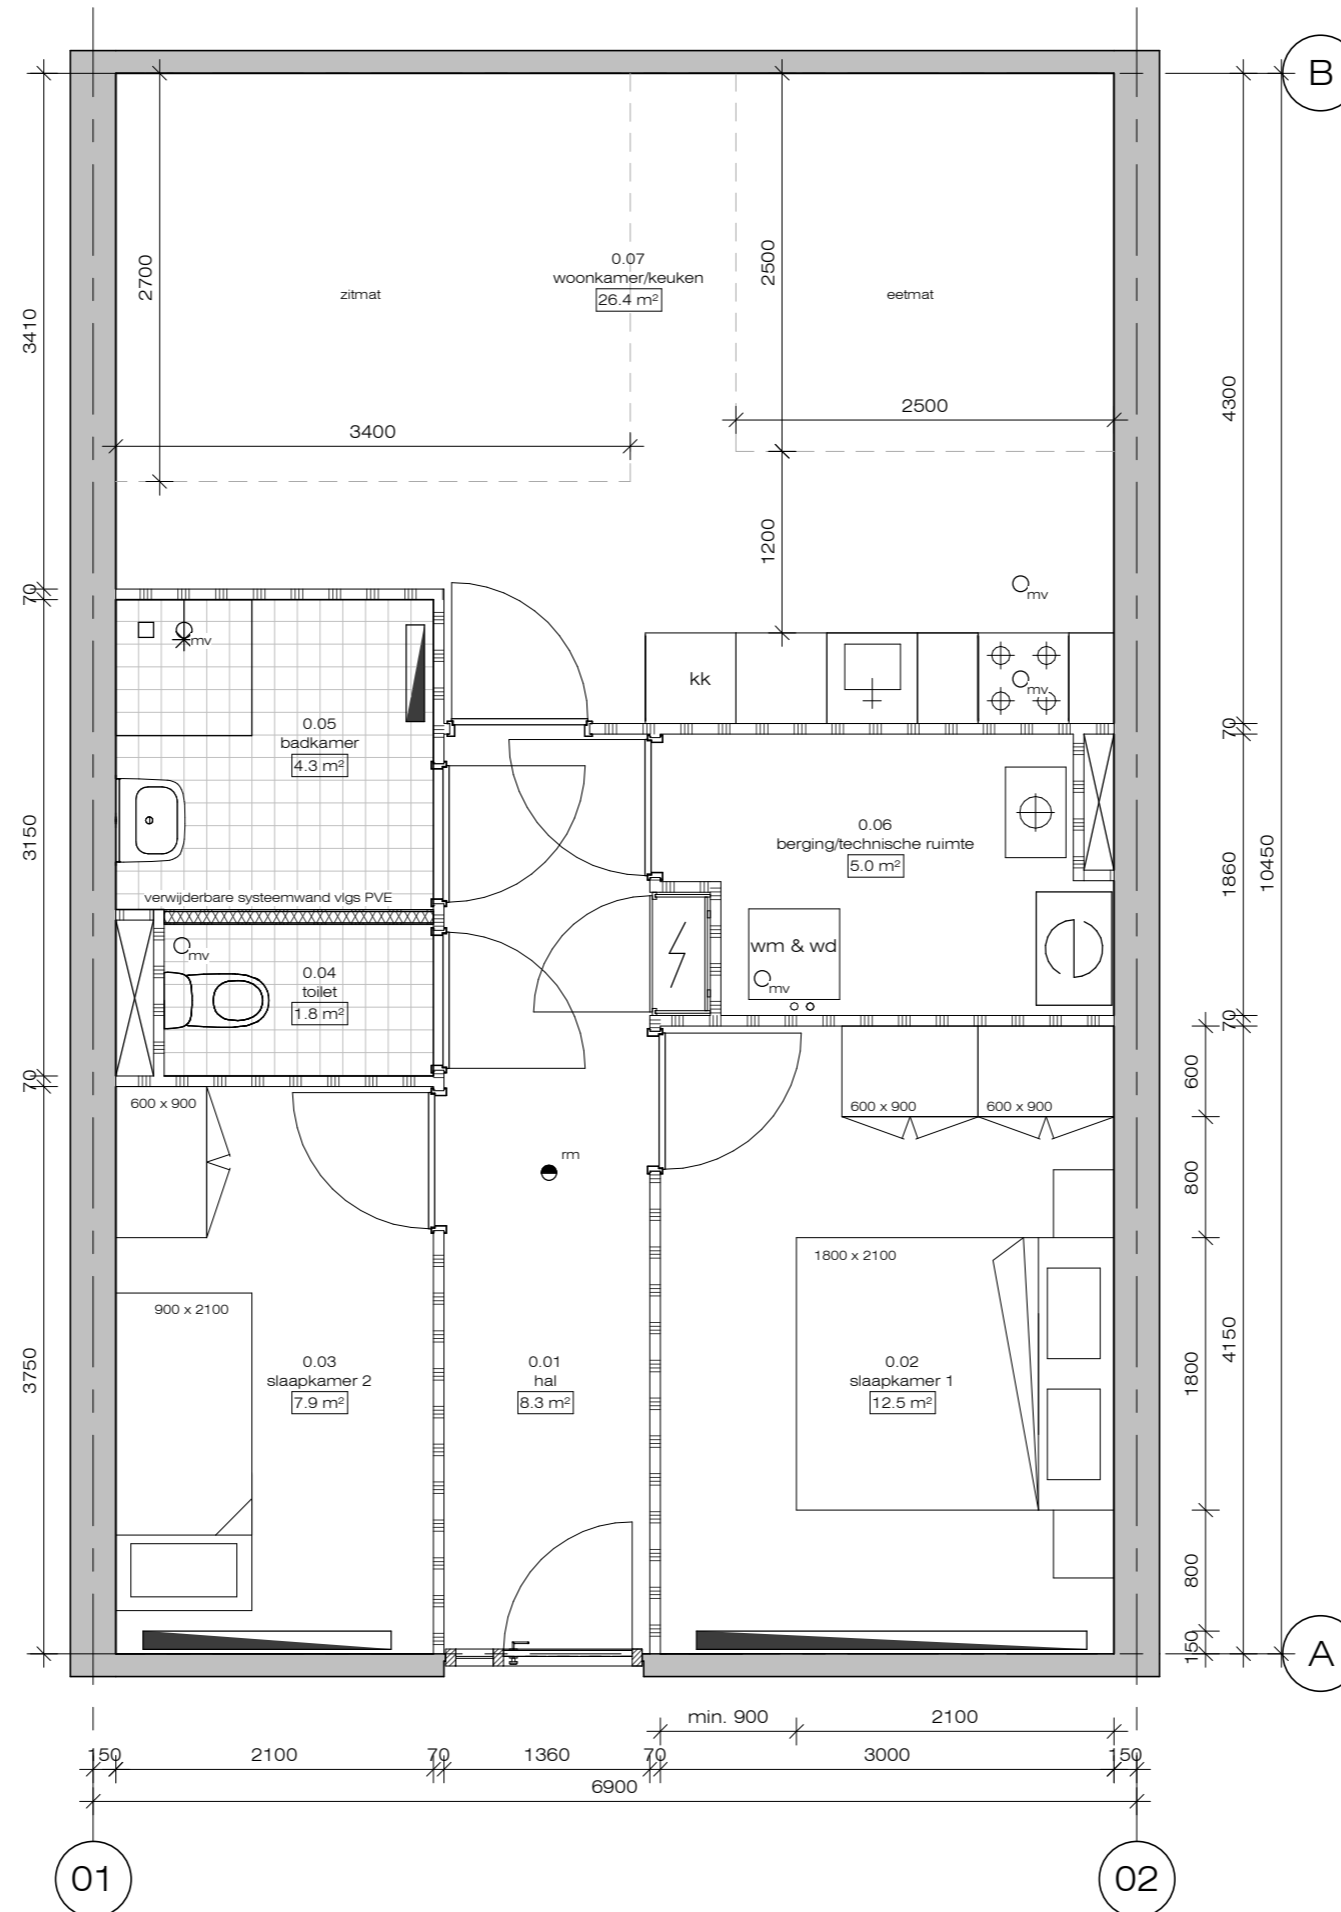 B
0.07
woonkamer/keuken
26.4 m²
zitmat
eetmat
2700
2500
3410
4300
3400
2500
1200
mv
70
kk
mv
mv
0.05
badkamer
4.3 m²
70
0.06
berging/technische ruimte
5.0 m²
3150
1860
10450
verwijderbare systeemwand vlgs PVE
mv
0.04
toilet
1.8 m²
wm & wd
mv
70
70
600 x 900
600 x 900
600 x 900
600
rm
800
900 x 2100
1800 x 2100
3750
0.03
slaapkamer 2
7.9 m²
0.01
hal
8.3 m²
0.02
slaapkamer 1
12.5 m²
1800
4150
800
150
A
min. 900
2100
150
2100
70
1360
70
3000
150
6900
01
02